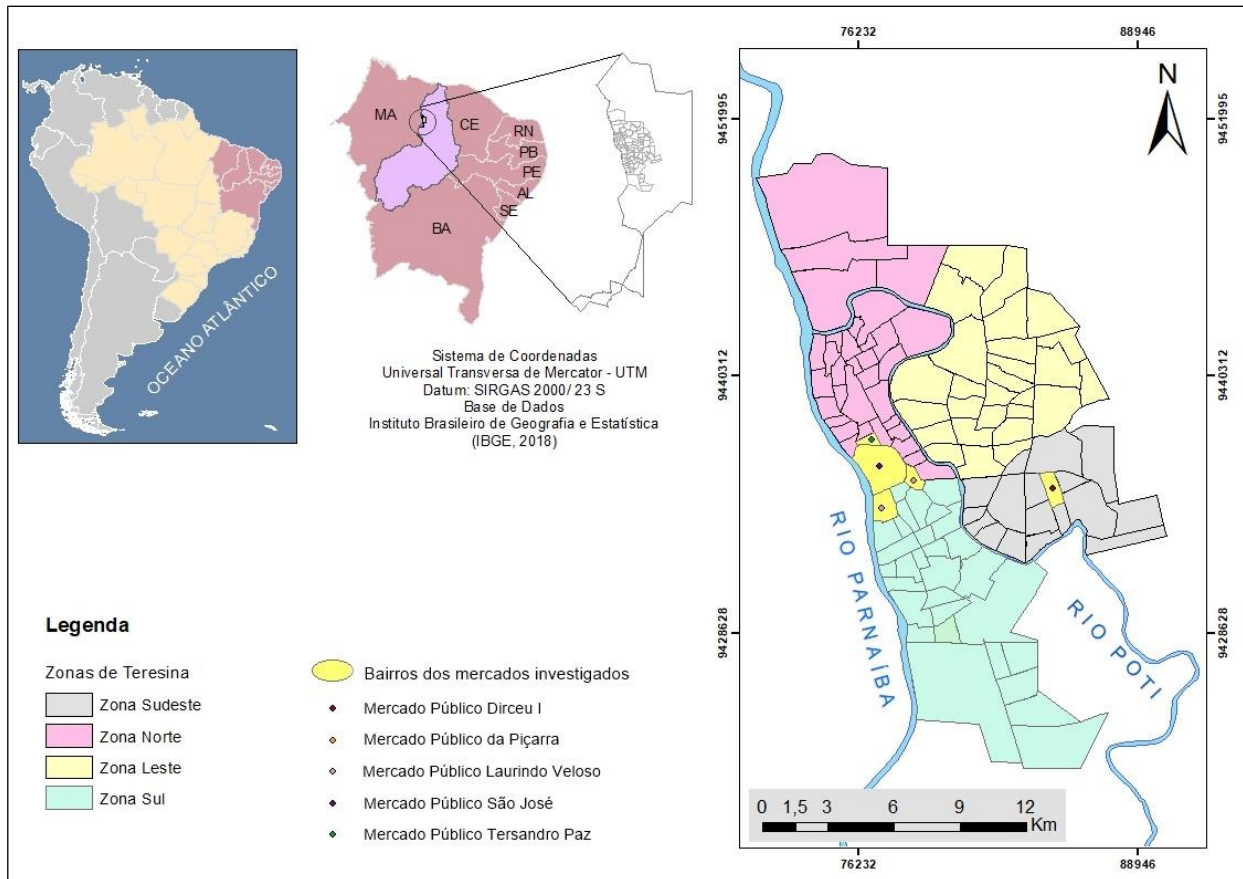 OCEANO ATLÂNTICO
MA
CE
RN
PB
PE
AL
SE
BA
Sistema de Coordenadas
Universal Transversa de Mercator - UTM
Datum: SIRGAS 2000/ 23 S
Base de Dados
Instituto Brasileiro de Geografia e Estatística
(IBGE, 2018)
76232
88946
N
9451995
9451995
9440312
9440312
9428628
9428628
RIO PARNAÍBA
RIO POTI
0 1,5 3 6 9 12
Km
76232
88946
Legenda
Zonas de Teresina
Zona Sudeste
Zona Norte
Zona Leste
Zona Sul
Bairros dos mercados investigados
Mercado Público Dirceu I
Mercado Público da Piçarra
Mercado Público Laurindo Veloso
Mercado Público São José
Mercado Público Tersandro Paz